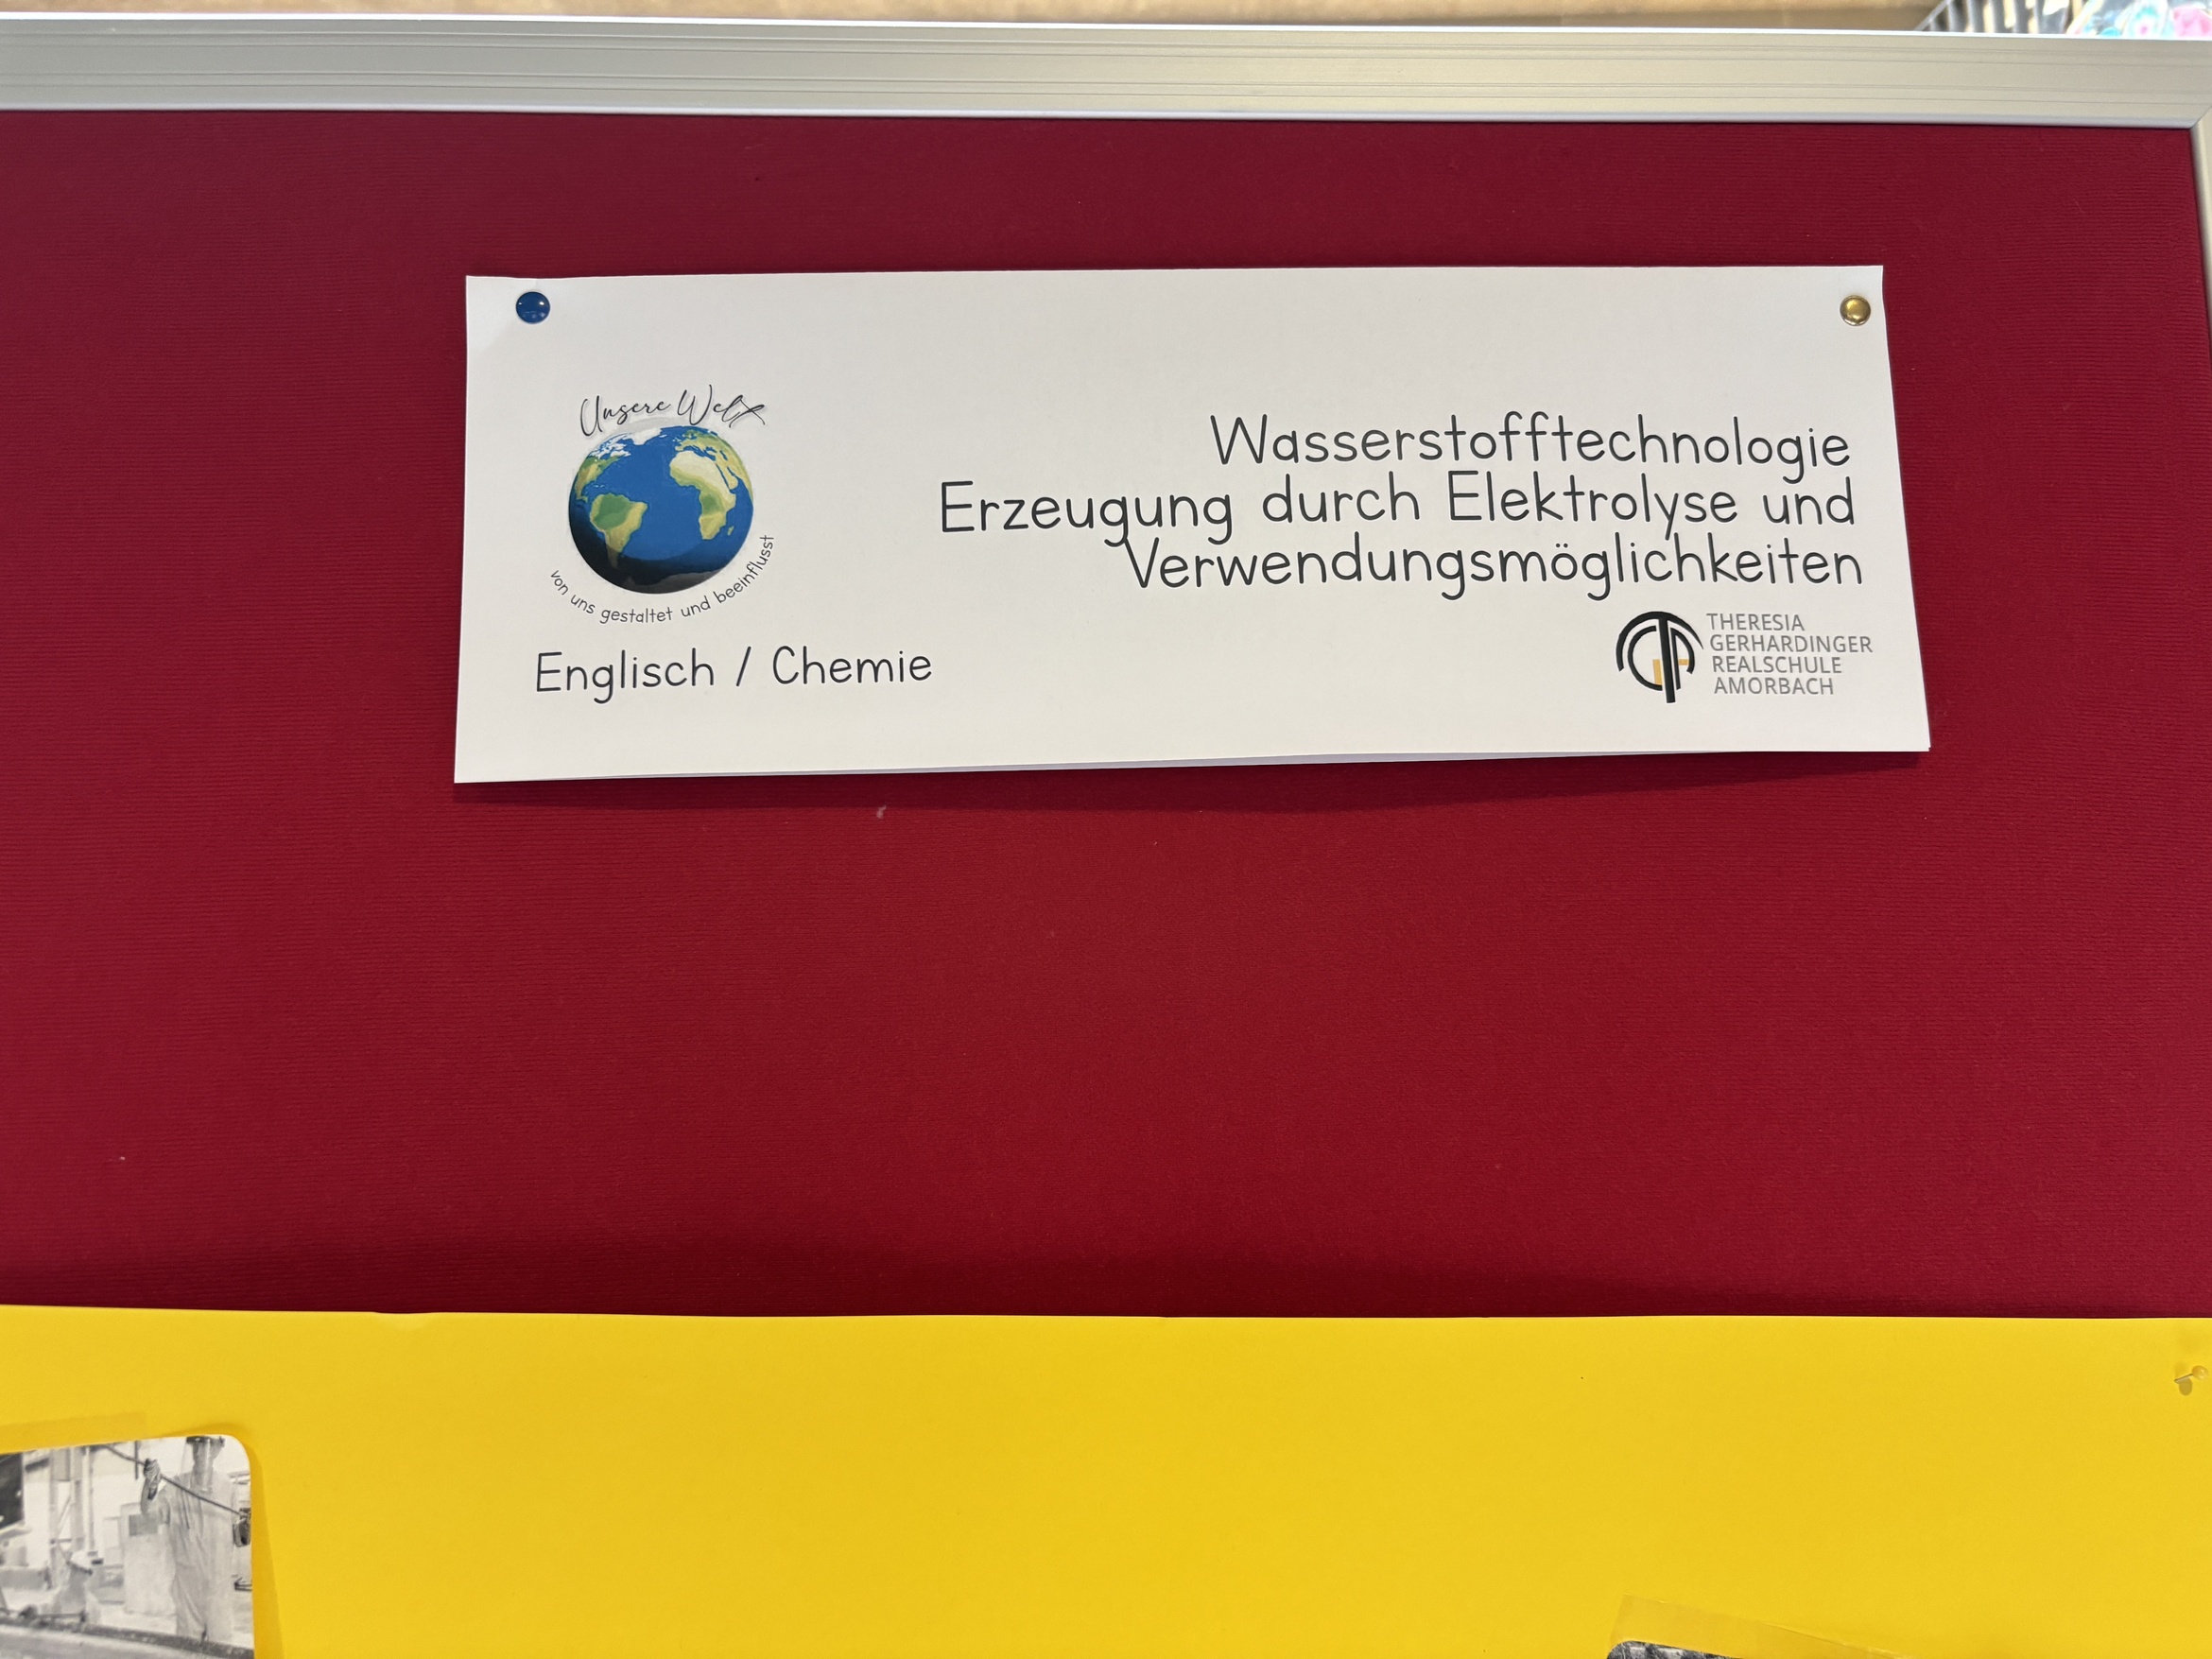 Unsere Welt
von uns gestaltet und beeinflusst
Englisch / Chemie
Wasserstofftechnologie
Erzeugung durch Elektrolyse und
Verwendungsmöglichkeiten
THERESIA
GERHARDINGER
REALSCHULE
AMORBACH